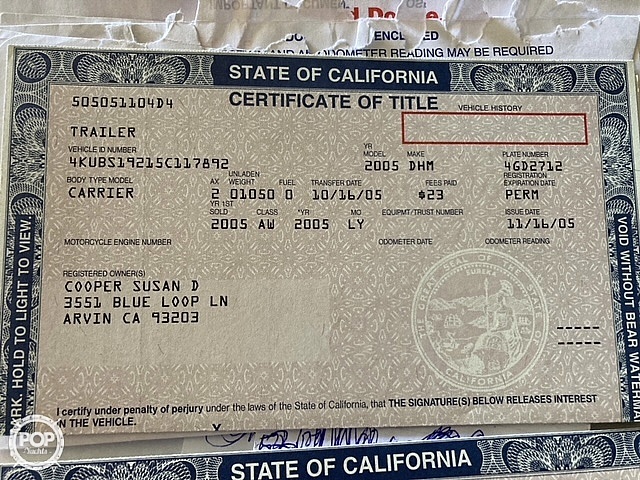 ENCLOSED
AND ODOMETER READING MAY BE REQUIRED
STATE OF CALIFORNIA
CERTIFICATE OF TITLE
505051104D4
VEHICLE HISTORY
TRAILER
VEHICLE ID NUMBER YR MODEL MAKE PLATE NUMBER
4KUBS19215C117892 2005 DHM 4GD2712
BODY TYPE MODEL AX UNLADEN WEIGHT FUEL TRANSFER DATE FEES PAID REGISTRATION EXPIRATION DATE
CARRIER 2 01050 O 10/16/05 $23 PERM
YR 1ST SOLD CLASS *YR MO EQUIPMT/TRUST NUMBER ISSUE DATE
2005 AW 2005 LY 11/16/05
MOTORCYCLE ENGINE NUMBER ODOMETER DATE ODOMETER READING
REGISTERED OWNER(S)
COOPER SUSAN D
3551 BLUE LOOP LN
ARVIN CA 93203
EUREKA
CALIFORNIA
I certify under penalty of perjury under the laws of the State of California, that THE SIGNATURE(S) BELOW RELEASES INTEREST
IN THE VEHICLE.
X
STATE OF CALIFORNIA
HOLD TO LIGHT TO VIEW.
VOID WITHOUT BEAR
POP
Yachts